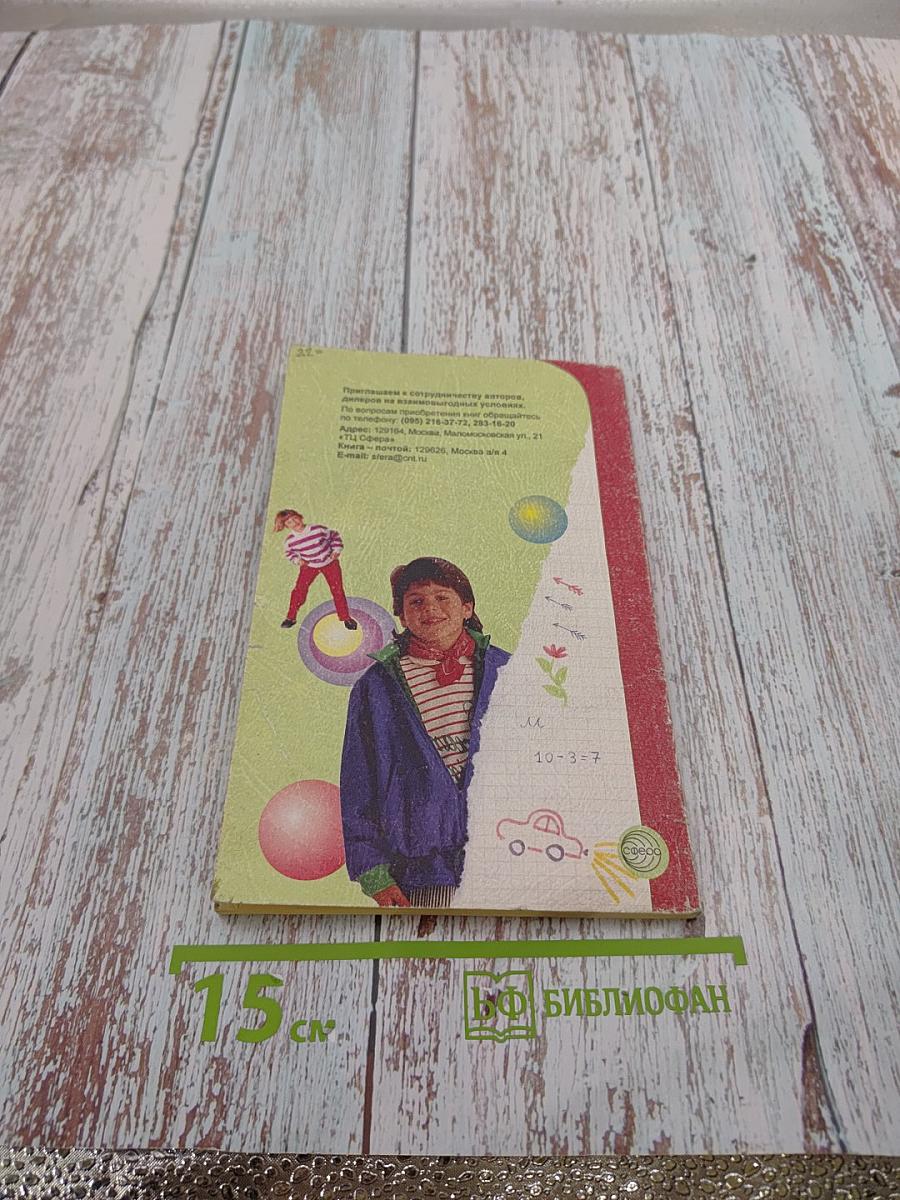 22=
Приглашаем к сотрудничеству авторов,
дилеров на взаимовыгодных условиях.
По вопросам приобретения книг обращайтесь
по телефону: (095) 216-37-72, 283-16-20
Адрес: 129164, Москва, Маломосковская ул., 21
«ТЦ Сфера»
Книга – почтой: 129626, Москва а/я 4
E-mail: sfera@cnt.ru
М
10-3=7
сфера
15 см
БФ БИБЛИОФАН